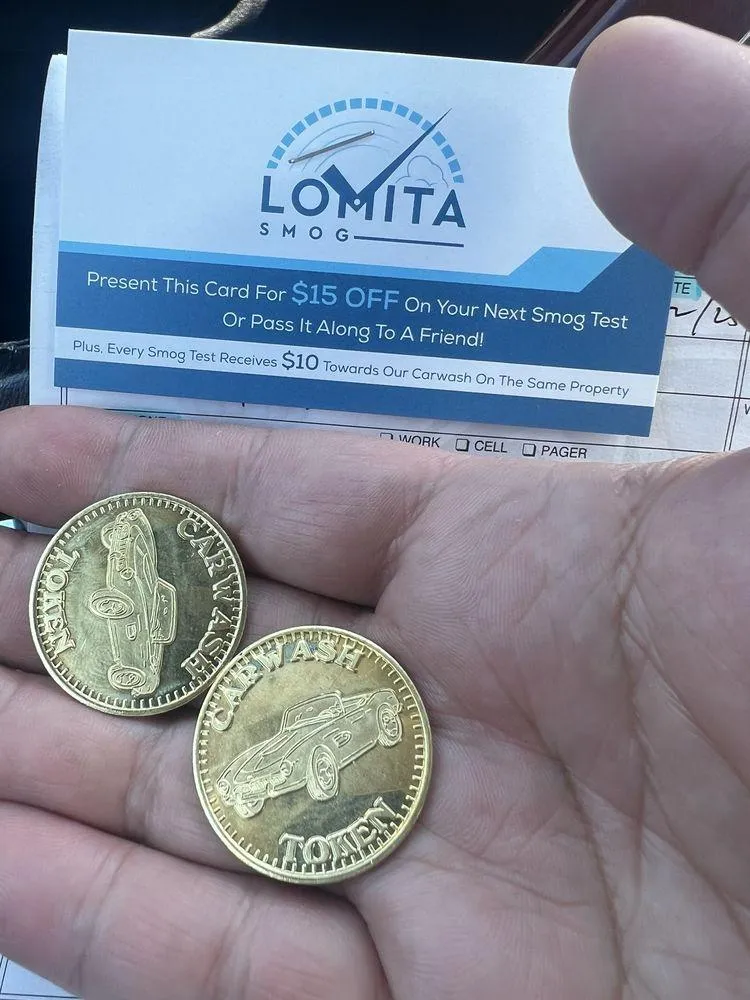 LOMITA
SMOG
Present This Card For $15 OFF On Your Next Smog Test
Or Pass It Along To A Friend!
Plus, Every Smog Test Receives $10 Towards Our Carwash On The Same Property
WORK CELL PAGER
CARWASH
TOKEN
CARWASH
TOKEN